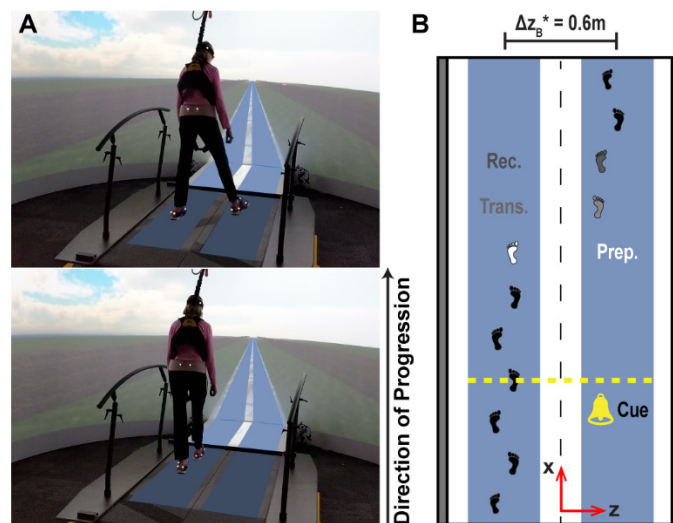 A
Direction of Progression
B
Δz_B* = 0.6m
Rec.
Trans.
Prep.
Cue
x
z